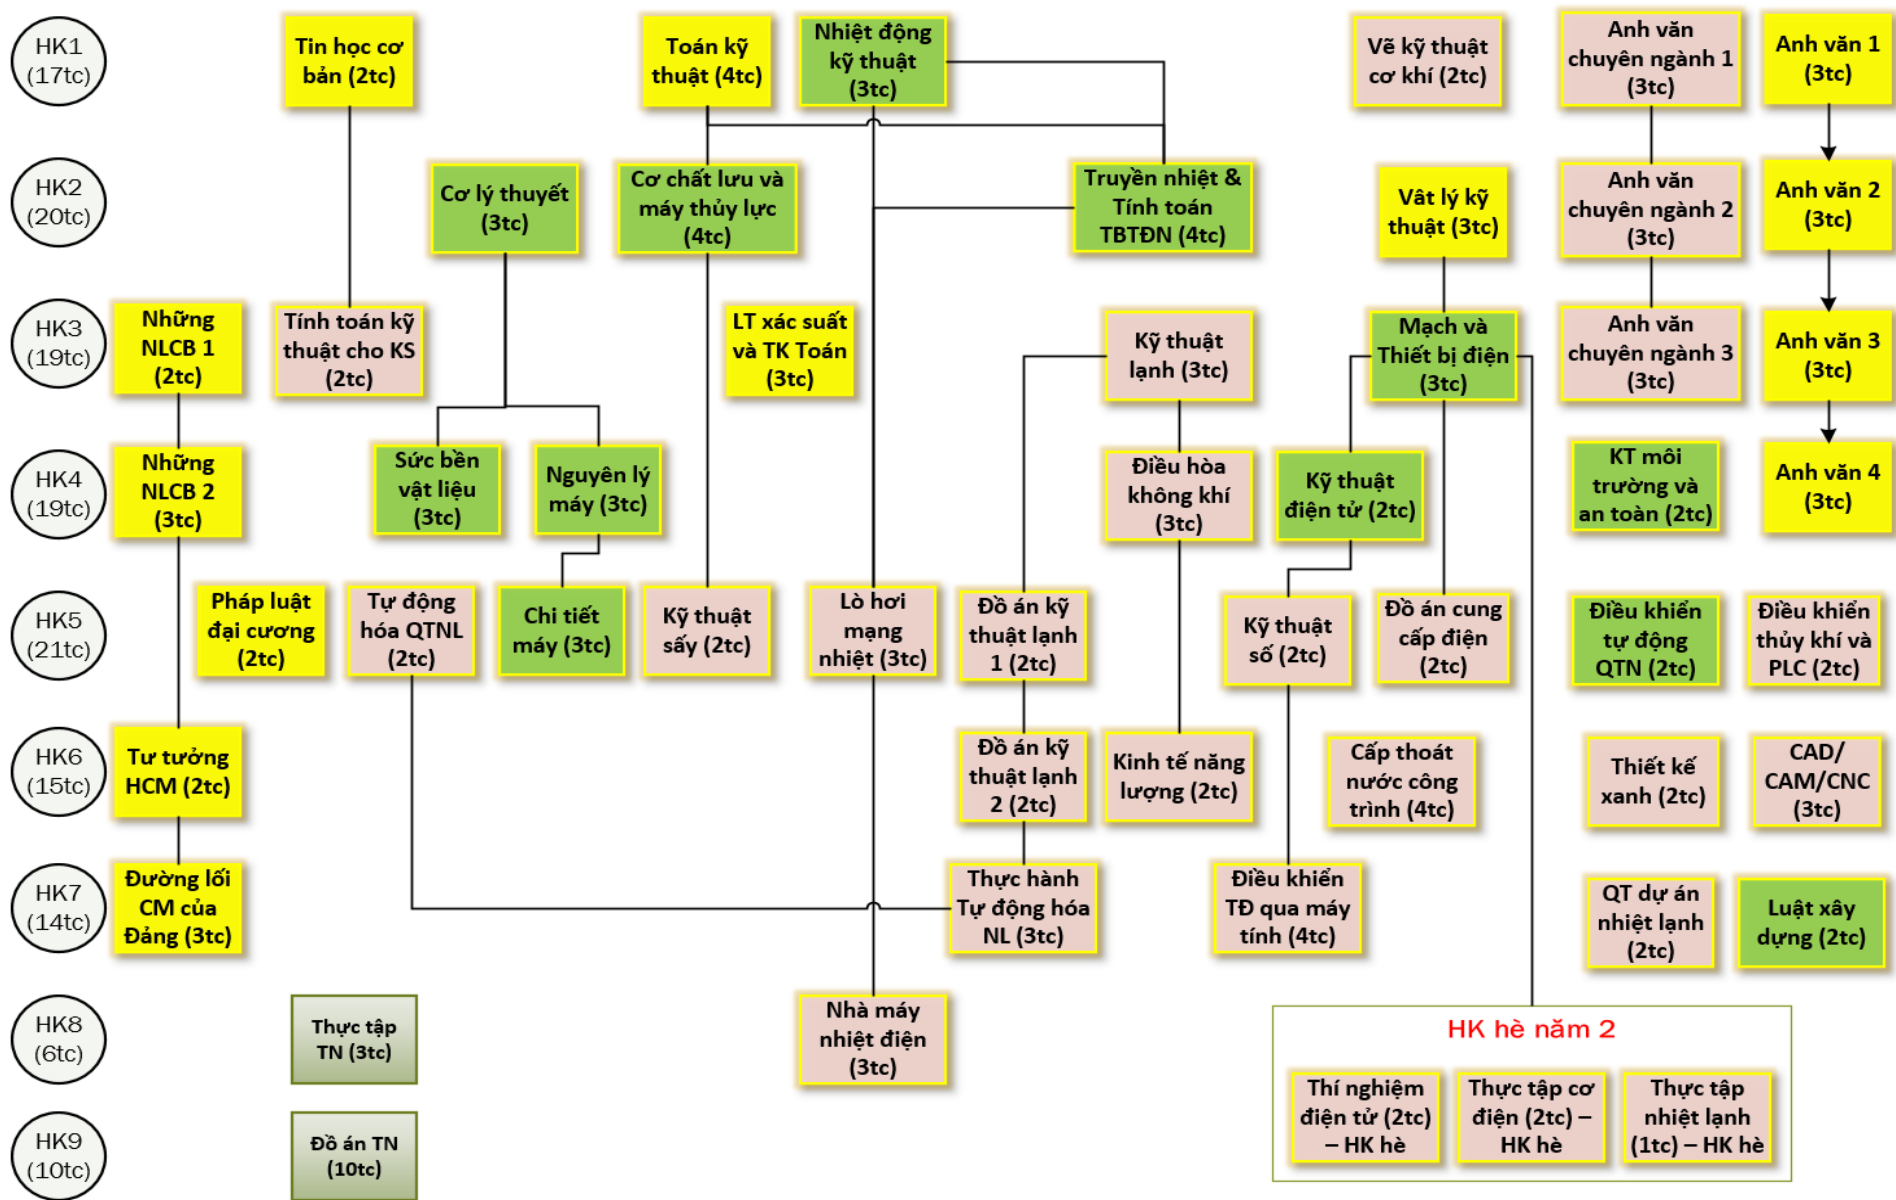 HK1
(17tc)
Tin học cơ
bản (2tc)
Toán kỹ
thuật (4tc)
Nhiệt động
kỹ thuật
(3tc)
Vẽ kỹ thuật
cơ khí (2tc)
Anh văn
chuyên ngành 1
(3tc)
Anh văn 1
(3tc)
HK2
(20tc)
Cơ lý thuyết
(3tc)
Cơ chất lưu và
máy thủy lực
(4tc)
Truyền nhiệt &
Tính toán
TBTĐN (4tc)
Vât lý kỹ
thuật (3tc)
Anh văn
chuyên ngành 2
(3tc)
Anh văn 2
(3tc)
HK3
(19tc)
Những
NLCB 1
(2tc)
Tính toán kỹ
thuật cho KS
(2tc)
LT xác suất
và TK Toán
(3tc)
Kỹ thuật
lạnh (3tc)
Mạch và
Thiết bị điện
(3tc)
Anh văn
chuyên ngành 3
(3tc)
Anh văn 3
(3tc)
HK4
(19tc)
Những
NLCB 2
(3tc)
Sức bền
vật liệu
(3tc)
Nguyên lý
máy (3tc)
Điều hòa
không khí
(3tc)
Kỹ thuật
điện tử (2tc)
KT môi
trường và
an toàn (2tc)
Anh văn 4
(3tc)
HK5
(21tc)
Pháp luật
đại cương
(2tc)
Tự động
hóa QTNL
(2tc)
Chi tiết
máy (3tc)
Kỹ thuật
sấy (2tc)
Lò hơi
mạng
nhiệt (3tc)
Đồ án kỹ
thuật lạnh
1 (2tc)
Kỹ thuật
số (2tc)
Đồ án cung
cấp điện
(2tc)
Điều khiển
tự động
QTN (2tc)
Điều khiển
thủy khí và
PLC (2tc)
HK6
(15tc)
Tư tưởng
HCM (2tc)
Đồ án kỹ
thuật lạnh
2 (2tc)
Kinh tế năng
lượng (2tc)
Cấp thoát
nước công
trình (4tc)
Thiết kế
xanh (2tc)
CAD/
CAM/CNC
(3tc)
HK7
(14tc)
Đường lối
CM của
Đảng (3tc)
Thực hành
Tự động hóa
NL (3tc)
Điều khiển
TĐ qua máy
tính (4tc)
QT dự án
nhiệt lạnh
(2tc)
Luật xây
dựng (2tc)
HK8
(6tc)
Thực tập
TN (3tc)
Nhà máy
nhiệt điện
(3tc)
HK hè năm 2
Thí nghiệm
điện tử (2tc)
– HK hè
Thực tập cơ
điện (2tc) –
HK hè
Thực tập
nhiệt lạnh
(1tc) – HK hè
HK9
(10tc)
Đồ án TN
(10tc)